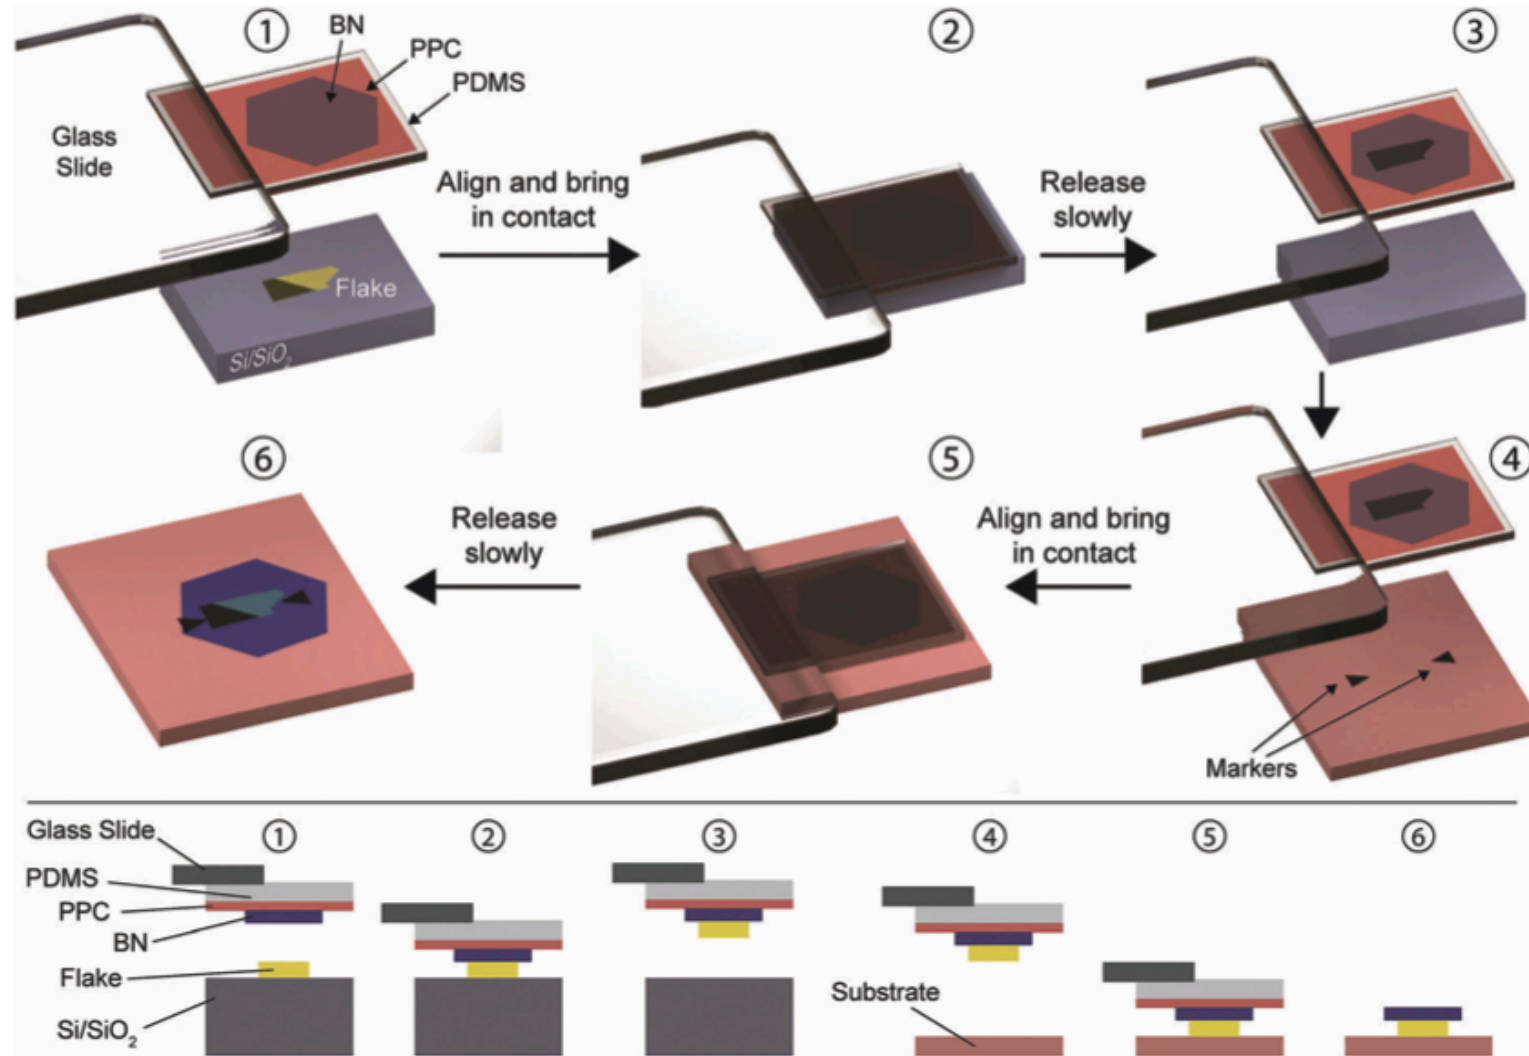 ①
BN
PPC
PDMS
Glass
Slide
Flake
Si/SiO₂
Align and bring
in contact
②
Release
slowly
③
④
Markers
Align and bring
in contact
⑤
Release
slowly
⑥
Glass Slide
PDMS
PPC
BN
Flake
Si/SiO₂
①
②
③
④
Substrate
⑤
⑥